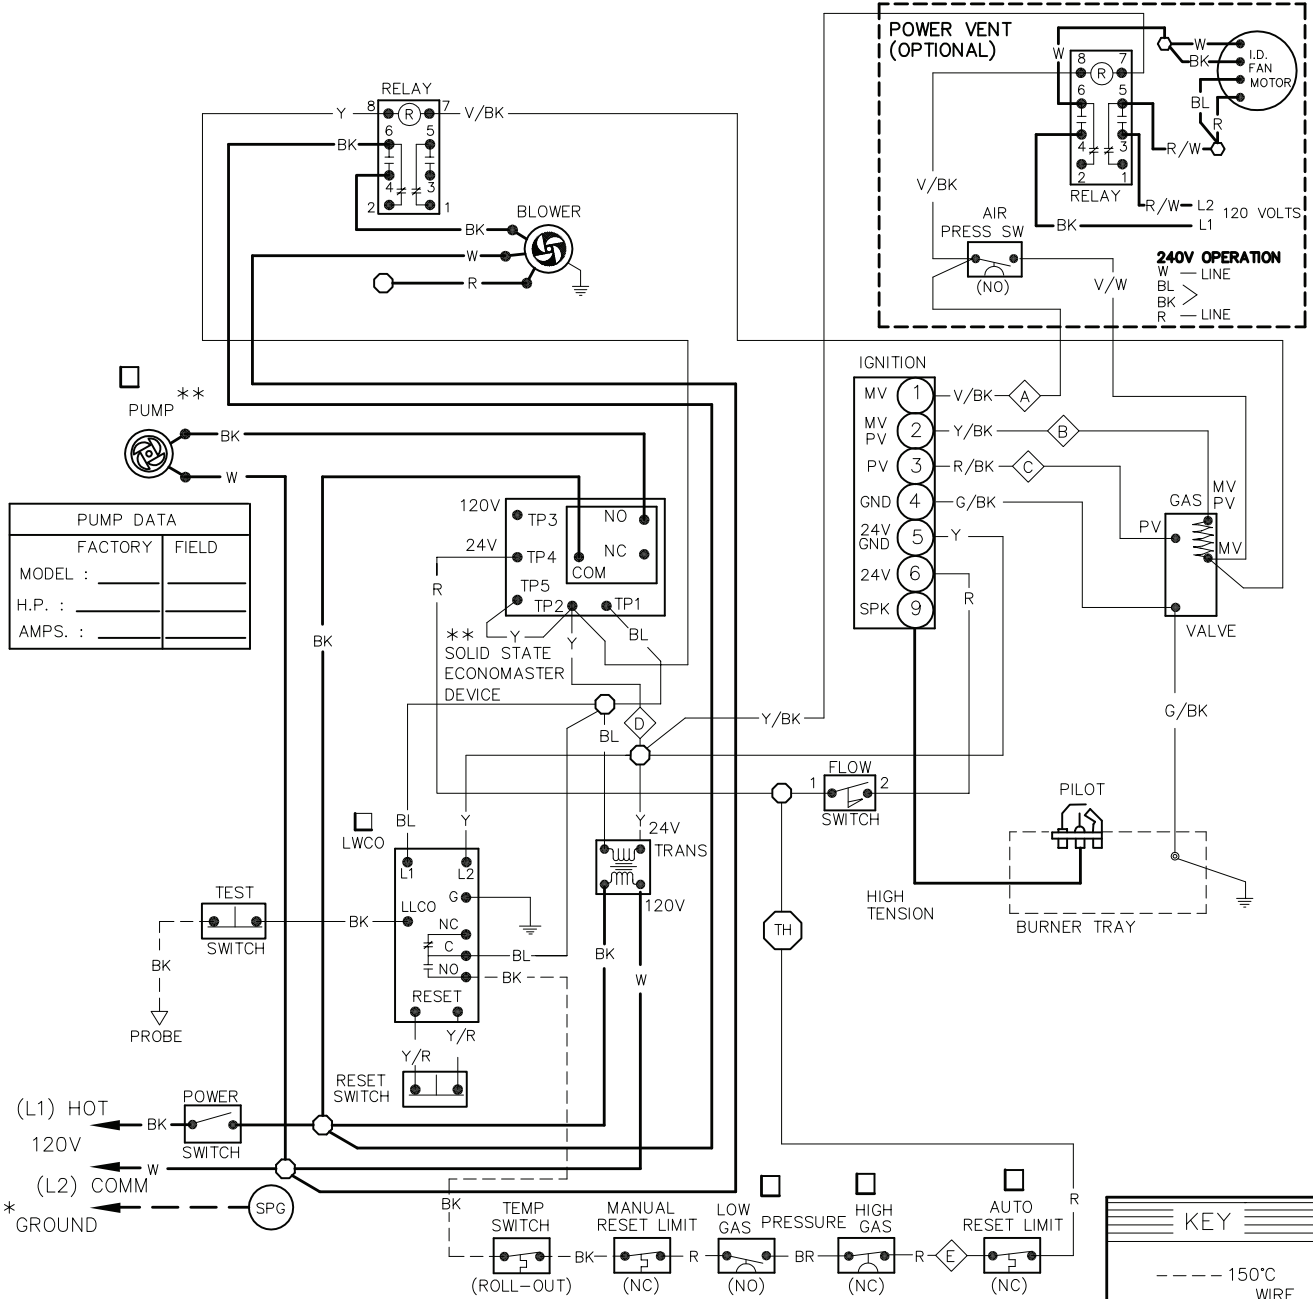 POWER VENT
(OPTIONAL)
W
W
BK
I.D.
FAN
MOTOR
BL
R
8
R
7
6
5
4
3
2
1
R/W
RELAY
R/W
L2
120 VOLTS
BK
L1
V/BK
AIR
PRESS SW
(NO)
V/W
240V OPERATION
W — LINE
BL
BK
R — LINE
RELAY
Y
8
R
7
V/BK
BK
6
5
4
3
2
1
BLOWER
BK
W
R
**
PUMP
BK
W
PUMP DATA
FACTORY
FIELD
MODEL :
H.P. :
AMPS. :
IGNITION
MV
1
V/BK
A
MV
PV
2
Y/BK
B
PV
3
R/BK
C
GND
4
G/BK
24V
GND
5
Y
24V
6
R
SPK
9
GAS
MV
PV
PV
MV
VALVE
G/BK
120V
TP3
NO
24V
TP4
NC
COM
TP5
TP2
TP1
R
BK
Y
Y
BL
**
SOLID STATE
ECONOMASTER
DEVICE
D
BL
Y/BK
FLOW
1
2
SWITCH
PILOT
HIGH
TENSION
BURNER TRAY
TH
BL
Y
Y
24V
TRANS
120V
LWCO
L1
L2
LLCO
G
NC
C
NO
RESET
BL
BK
BK
W
TEST
SWITCH
BK
BK
PROBE
Y/R
Y/R
RESET
SWITCH
(L1) HOT
BK
POWER
SWITCH
120V
W
(L2) COMM
*
GROUND
SPG
BK
TEMP
SWITCH
(ROLL-OUT)
BK
MANUAL
RESET LIMIT
(NC)
R
LOW
GAS
PRESSURE
HIGH
GAS
(NO)
BR
(NC)
R
E
AUTO
RESET LIMIT
(NC)
R
KEY
---- 150°C
WIRE